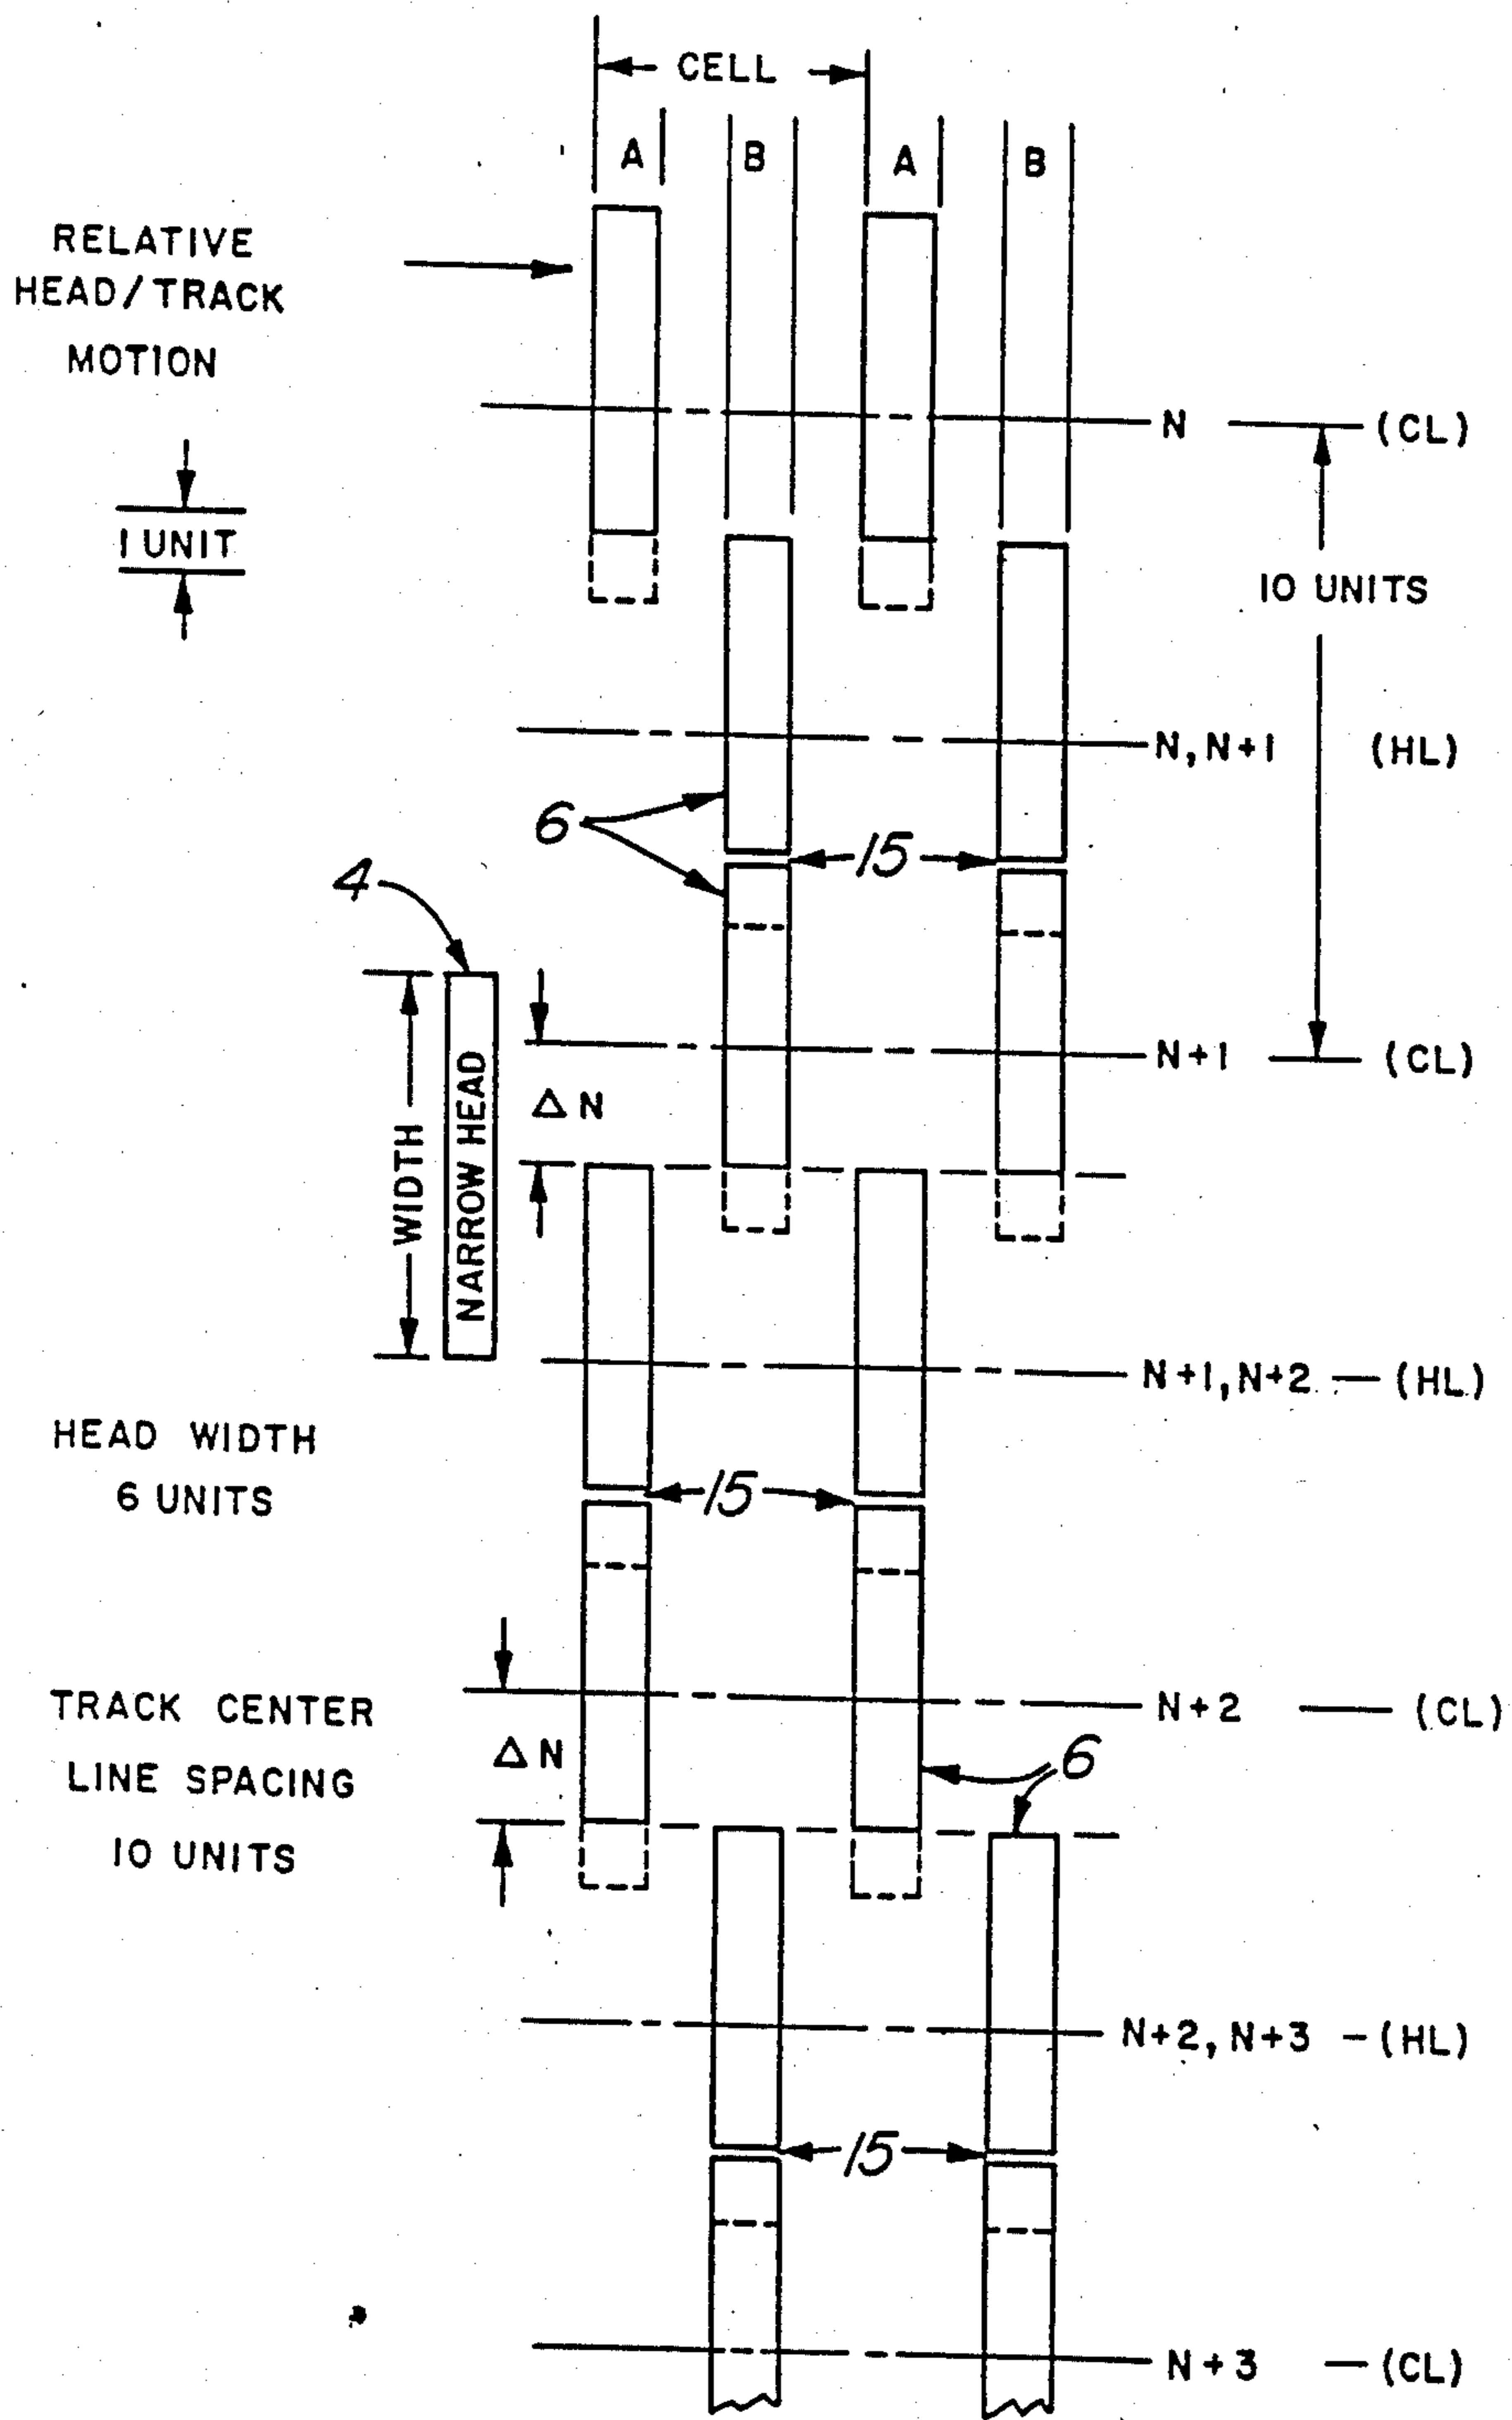 CELL
A B A B
RELATIVE
HEAD/TRACK
MOTION
N (CL)
1 UNIT
10 UNITS
N, N+1 (HL)
6
15
4
N+1 (CL)
ΔN
WIDTH
NARROW HEAD
N+1, N+2 (HL)
HEAD WIDTH
6 UNITS
15
N+2 (CL)
TRACK CENTER
LINE SPACING
10 UNITS
ΔN
6
N+2, N+3 (HL)
15
N+3 (CL)